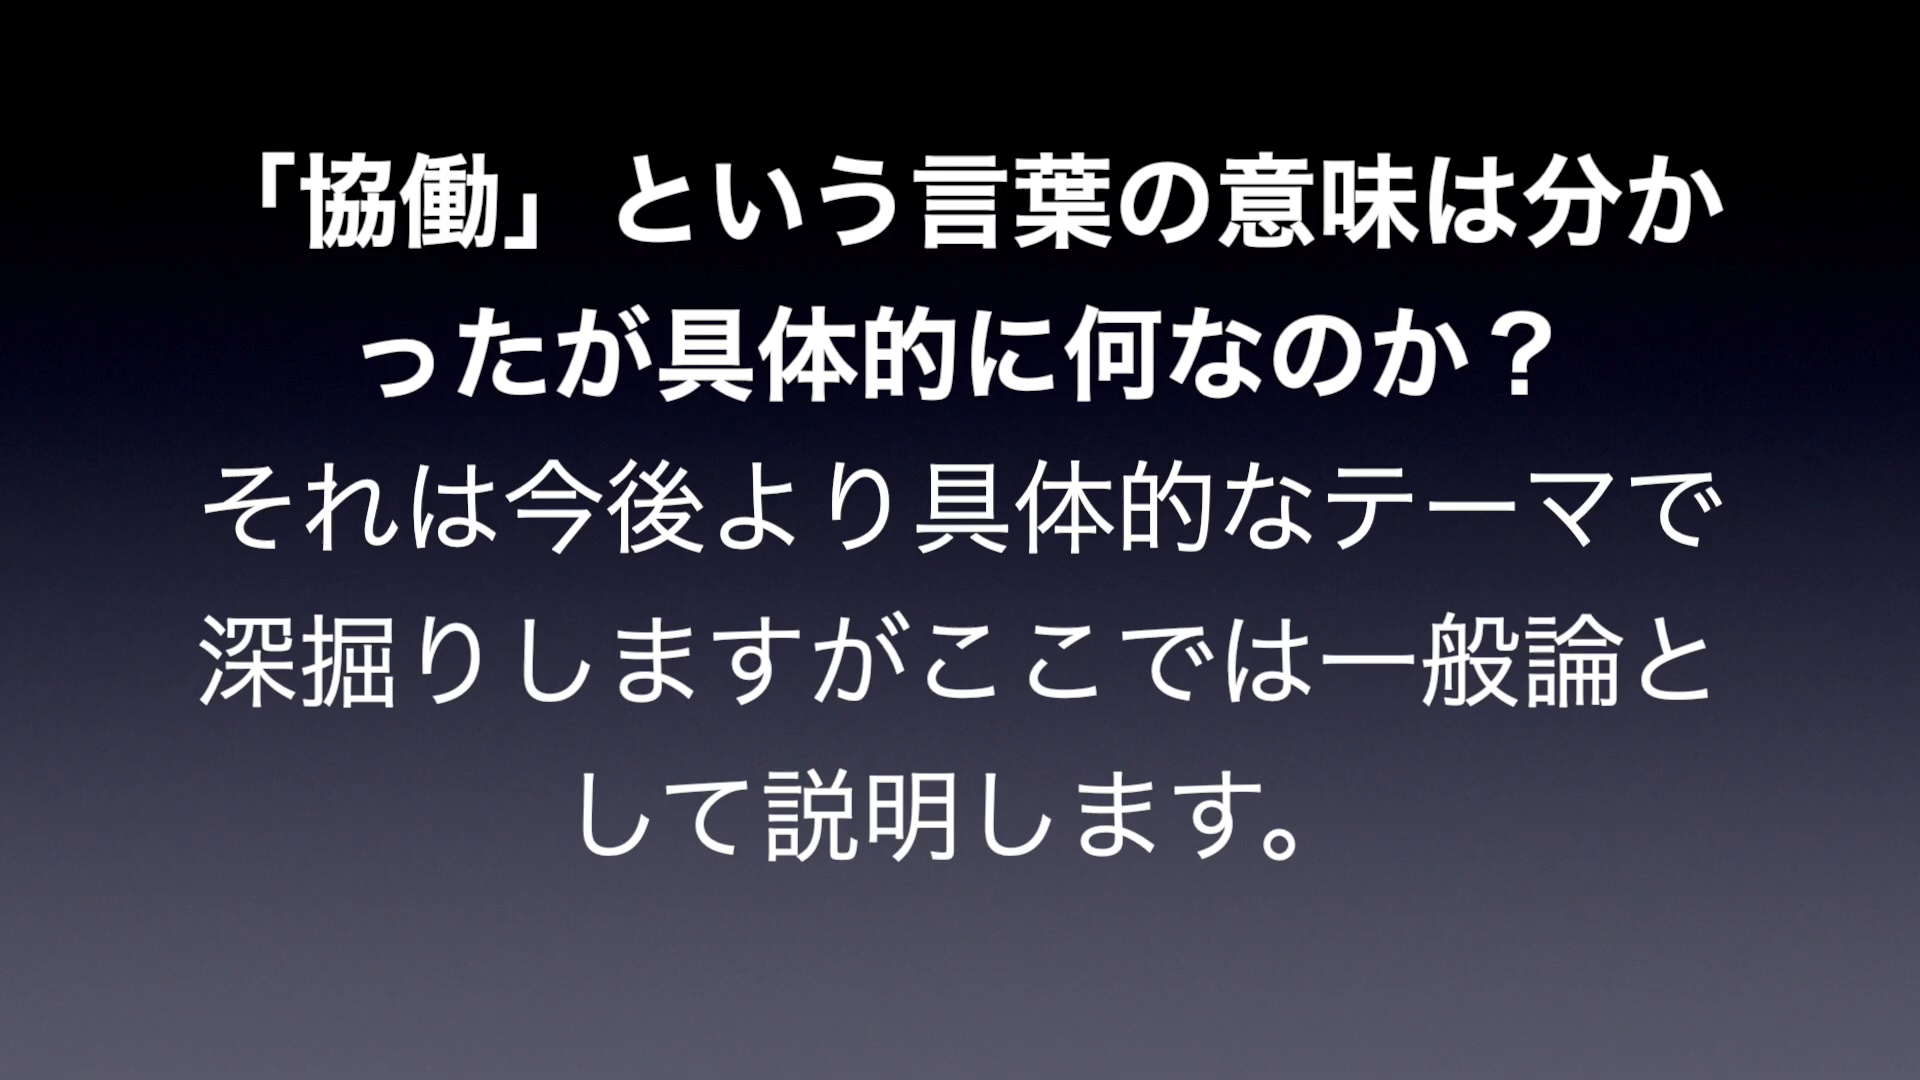 「協働」という言葉の意味は分か
ったが具体的に何なのか？
それは今後より具体的なテーマで
深掘りしますがここでは一般論と
して説明します。